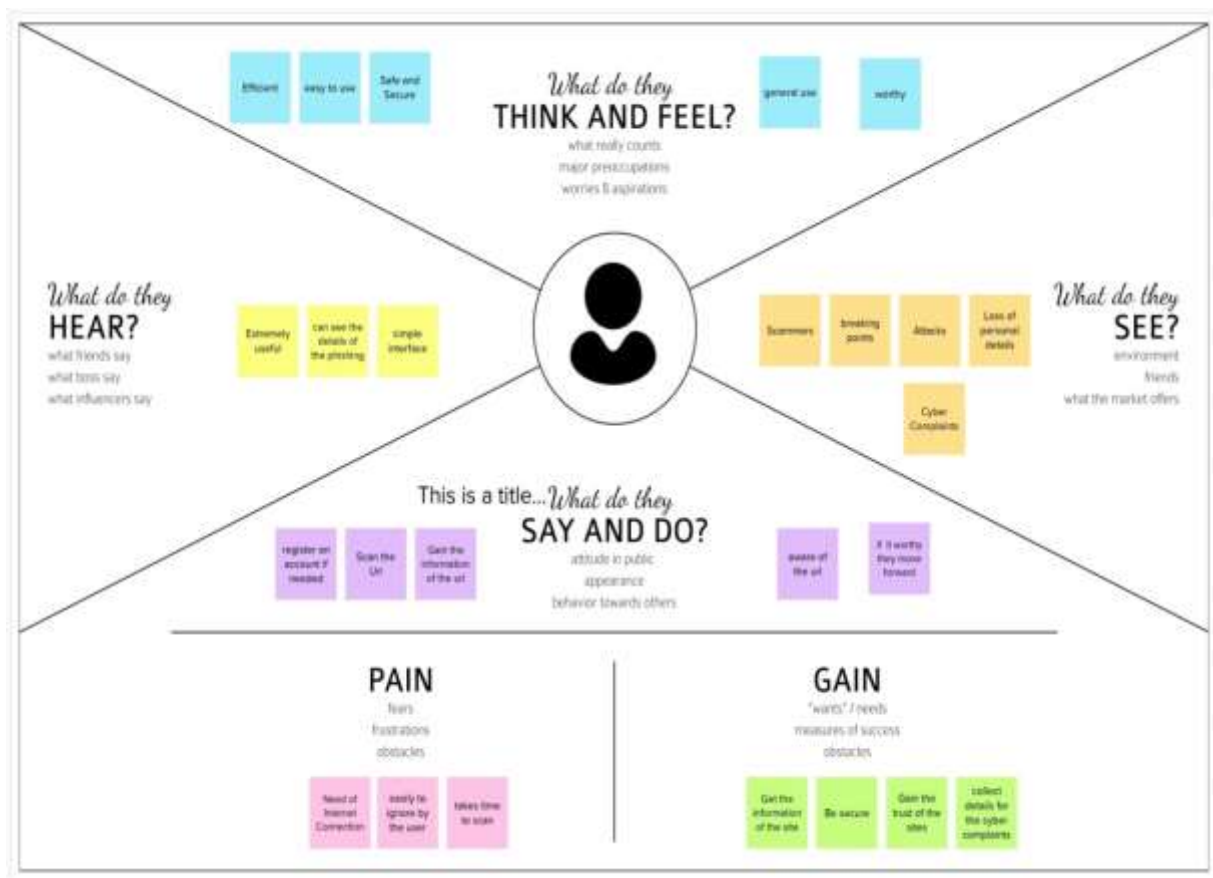 Efficient
easy to use
Safe and
Secure
What do they
THINK AND FEEL?
what really counts
major preoccupations
worries & aspirations
general use
worthy
What do they
HEAR?
what friends say
what boss say
what influencers say
Extremely
useful
can see the
details of
the phishing
simple
interface
Scammers
breaking
points
Attacks
Loss of
personal
details
Cyber
Complaints
What do they
SEE?
environment
friends
what the market offers
This is a title...What do they
SAY AND DO?
attitude in public
appearance
behavior towards others
register an
account if
needed
Scan the
Url
Gain the
information
of the url
aware of
the url
if it worthy
they move
forward
PAIN
fears
frustrations
obstacles
Need of
Internet
Connection
easily to
ignore by
the user
takes time
to scan
GAIN
"wants" / needs
measures of success
obstacles
Get the
information
of the site
Be secure
Gain the
trust of the
sites
collect
details for
the cyber
complaints